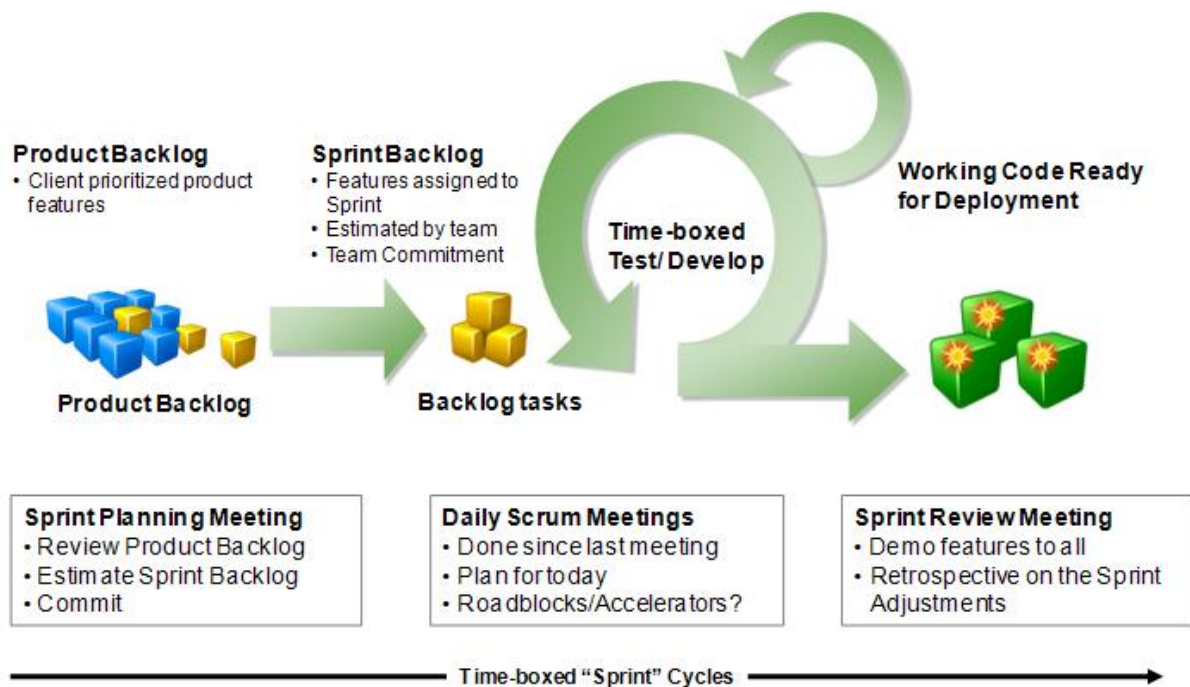 Product Backlog
• Client prioritized product
features
Sprint Backlog
• Features assigned to
Sprint
• Estimated by team
• Team Commitment
Time-boxed
Test/ Develop
Working Code Ready
for Deployment
Product Backlog
Backlog tasks
Sprint Planning Meeting
• Review Product Backlog
• Estimate Sprint Backlog
• Commit
Daily Scrum Meetings
• Done since last meeting
• Plan for today
• Roadblocks/Accelerators?
Sprint Review Meeting
• Demo features to all
• Retrospective on the Sprint
Adjustments
Time-boxed “Sprint” Cycles